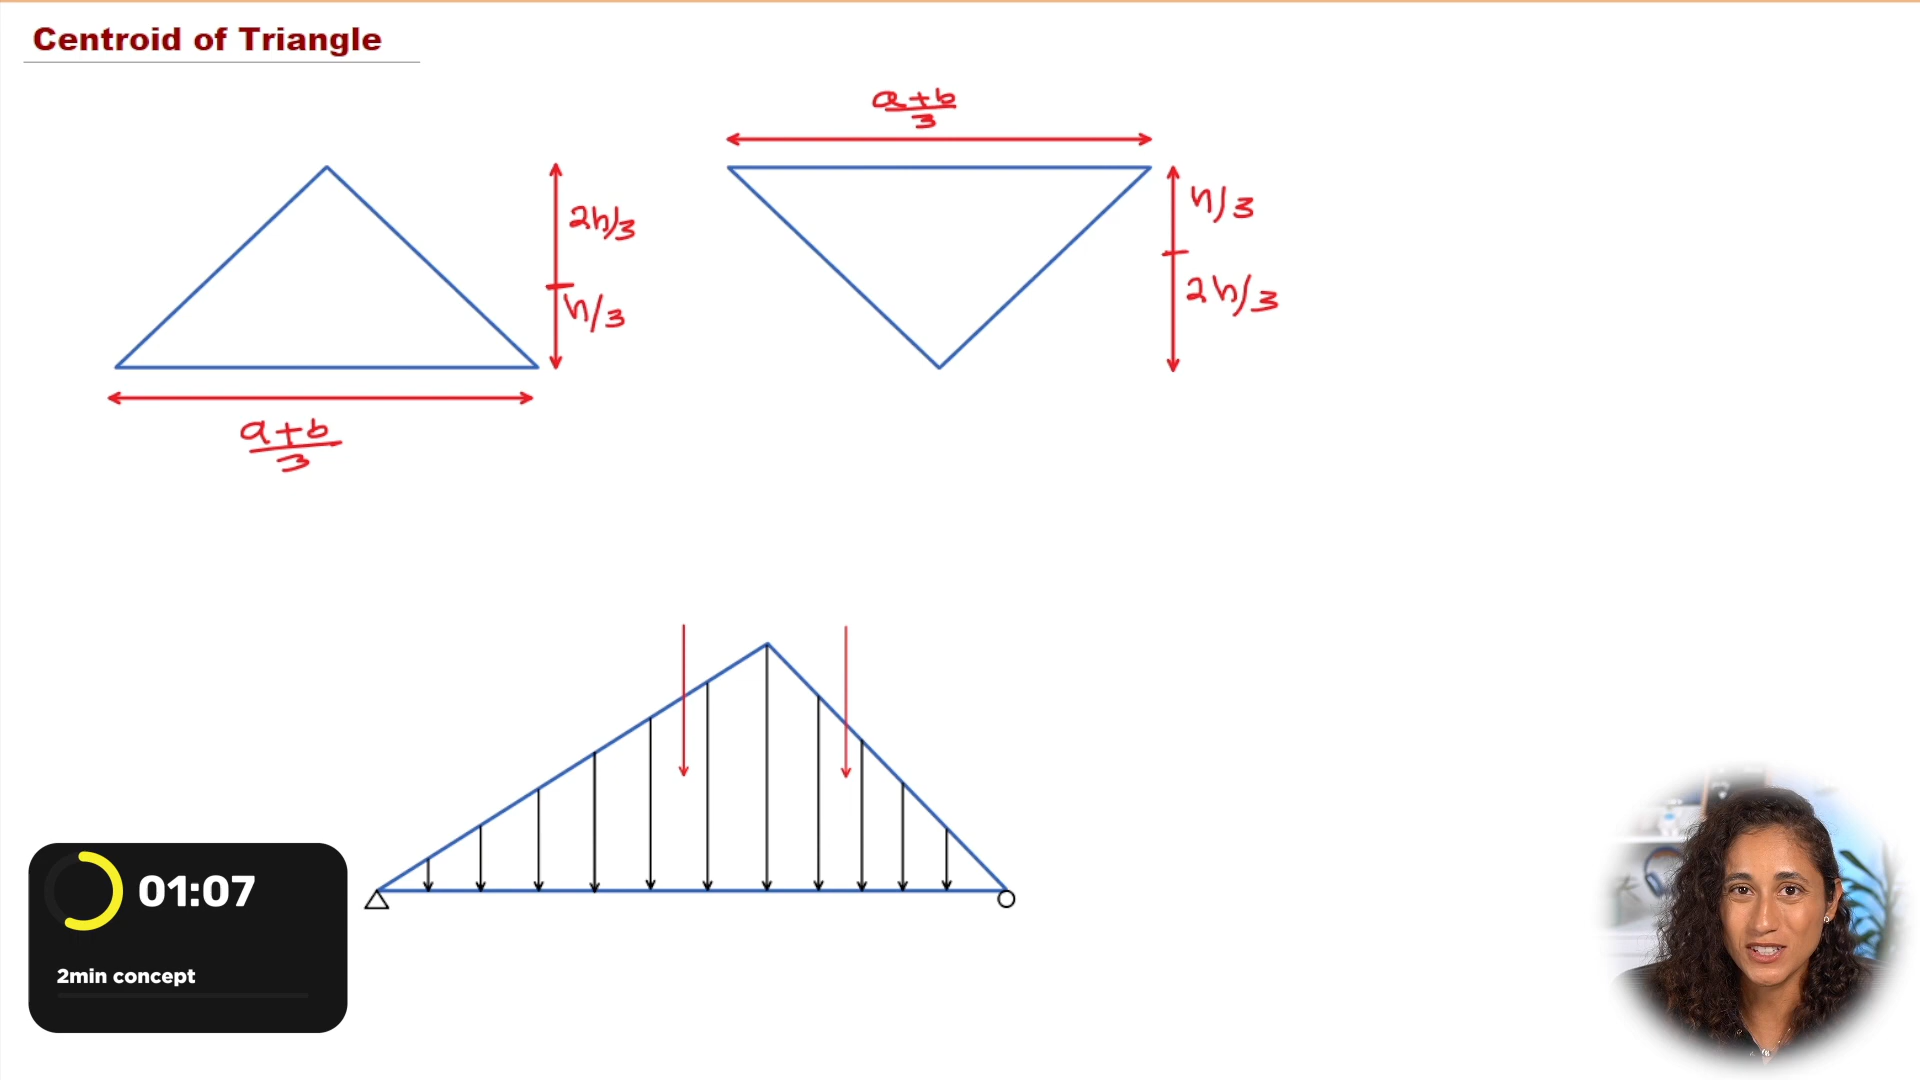 Centroid of Triangle
a+b
3
2h/3
h/3
a+b
3
h/3
2h/3
01:07
2min concept